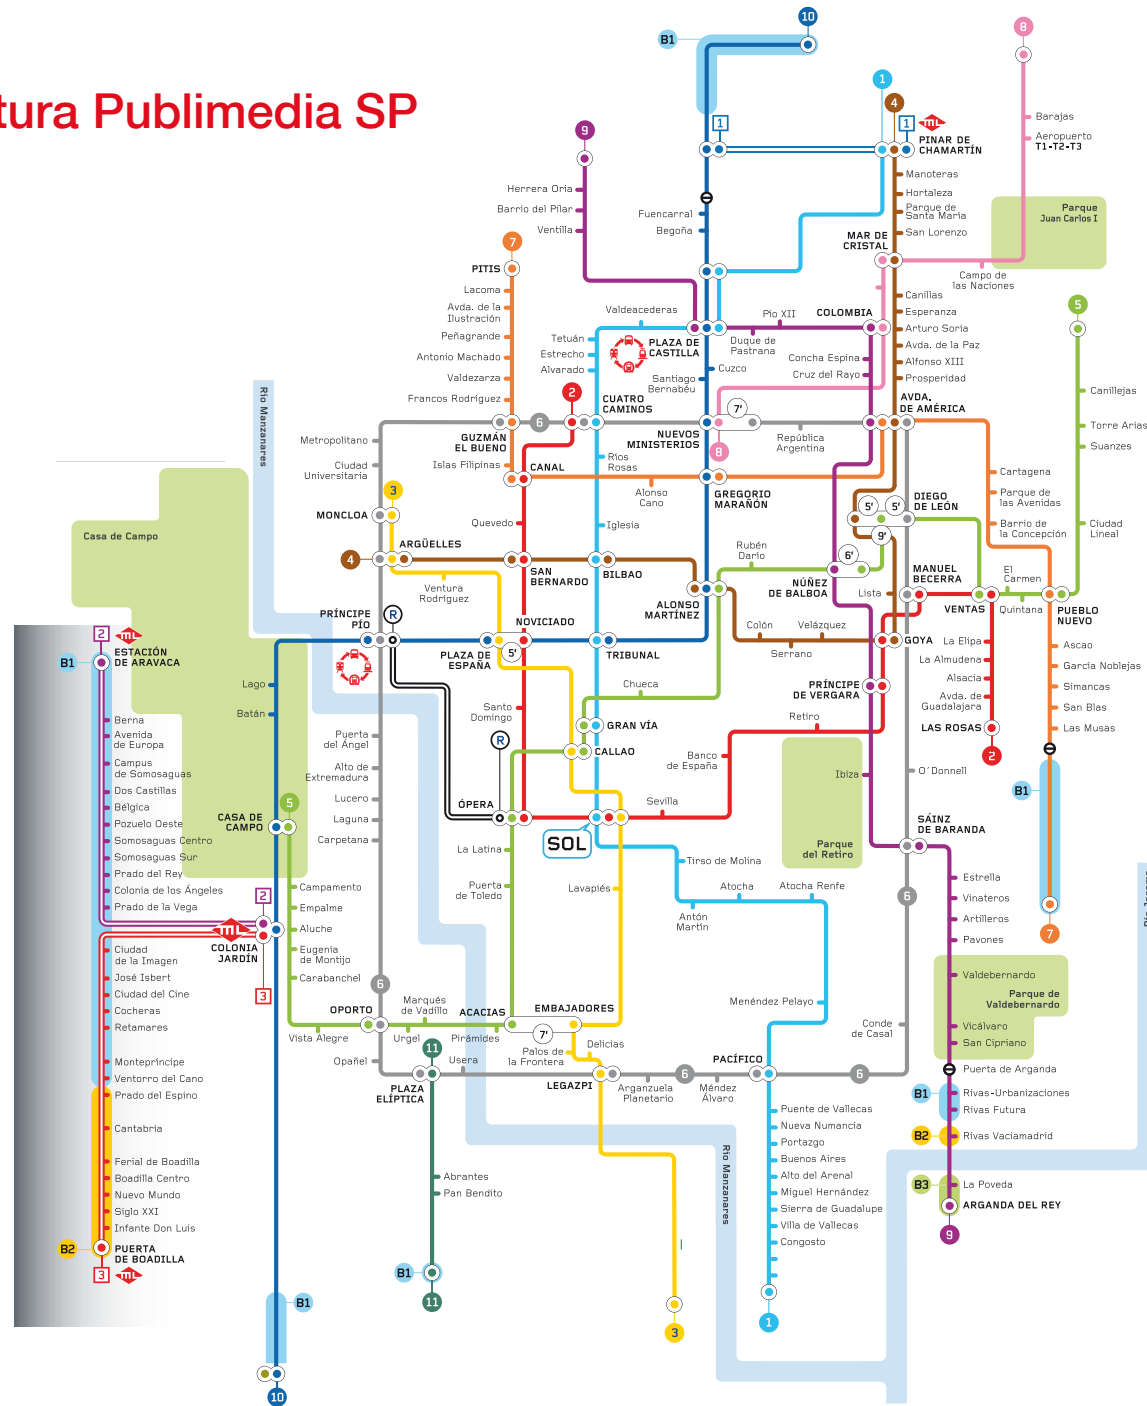 tura Publimedia SP
10
B1
8
1
4
1
mL
1
PINAR DE
CHAMARTÍN
9
Barajas
Aeropuerto
T1-T2-T3
Manoteras
Hortaleza
Parque de
Santa María
San Lorenzo
Herrera Oria
Barrio del Pilar
Ventilla
Fuencarral
Begoña
Parque
Juan Carlos I
MAR DE
CRISTAL
7
PITIS
Lacoma
Avda. de la
Ilustración
Peñagrande
Antonio Machado
Valdezarza
Francos Rodríguez
Campo de
las Naciones
5
Canillas
Esperanza
Arturo Soria
Avda. de la Paz
Alfonso XIII
Prosperidad
Valdeacederas
Tetuán
Estrecho
Alvarado
PLAZA DE
CASTILLA
Pío XII
Duque de
Pastrana
COLOMBIA
Concha Espina
Cruz del Rayo
Cuzco
Santiago
Bernabéu
Canillejas
Torre Arias
Suanzes
Río Manzanares
2
CUATRO
CAMINOS
6
GUZMÁN
EL BUENO
7'
NUEVOS
MINISTERIOS
8
República
Argentina
AVDA.
DE AMÉRICA
Metropolitano
Ciudad
Universitaria
Islas Filipinas
CANAL
Ríos
Rosas
Alonso
Cano
GREGORIO
MARAÑÓN
Cartagena
Parque de
las Avenidas
Barrio de
la Concepción
Ciudad
Lineal
3
MONCLOA
Quevedo
Iglesia
5'
5'
DIEGO
DE LEÓN
9'
Casa de Campo
4
ARGÜELLES
SAN
BERNARDO
BILBAO
Rubén
Darío
6'
NÚÑEZ
DE BALBOA
MANUEL
BECERRA
El
Carmen
Ventura
Rodríguez
ALONSO
MARTÍNEZ
Lista
VENTAS
Quintana
PUEBLO
NUEVO
PRÍNCIPE
PÍO
R
NOVICIADO
PLAZA DE
ESPAÑA
5'
TRIBUNAL
Colón
Velázquez
Serrano
GOYA
La Elipa
La Almudena
Alsacia
Avda. de
Guadalajara
Ascao
García Noblejas
Simancas
San Blas
Las Musas
2
mL
ESTACIÓN
DE ARAVACA
B1
Lago
Batán
Chueca
PRÍNCIPE
DE VERGARA
LAS ROSAS
2
Berna
Avenida
de Europa
Campus
de Somosaguas
Dos Castillas
Bélgica
Pozuelo Oeste
Somosaguas Centro
Somosaguas Sur
Prado del Rey
Colonia de los Ángeles
Prado de la Vega
Santo
Domingo
GRAN VÍA
Retiro
Puerta
del Ángel
Alto de
Extremadura
Lucero
Laguna
Carpetana
R
CALLAO
Banco
de España
Ibiza
O´Donnell
B1
5
CASA DE
CAMPO
ÓPERA
SOL
Sevilla
SÁINZ
DE BARANDA
Parque
del Retiro
La Latina
Tirso de Molina
Puerta
de Toledo
Lavapiés
Atocha
Atocha Renfe
Antón
Martín
Estrella
Vinateros
Artilleros
Pavones
6
7
Campamento
Empalme
Aluche
Eugenia
de Montijo
Carabanchel
2
mL
COLONIA
JARDÍN
3
Ciudad
de la Imagen
José Isbert
Ciudad del Cine
Cocheras
Retamares
Montepríncipe
Ventorro del Cano
Prado del Espino
Cantabria
Ferial de Boadilla
Boadilla Centro
Nuevo Mundo
Siglo XXI
Infante Don Luis
B2
PUERTA
DE BOADILLA
3
mL
6
OPORTO
Marqués
de Vadillo
ACACIAS
EMBAJADORES
7'
Vista Alegre
Urgel
Pirámides
Menéndez Pelayo
Valdebernardo
Parque de
Valdebernardo
Vicálvaro
San Cipriano
Conde
de Casal
Opañel
11
Usera
Palos de
la Frontera
Delicias
PACÍFICO
6
6
Puerta de Arganda
PLAZA
ELÍPTICA
LEGAZPI
Arganzuela
Planetario
Méndez
Álvaro
B1
Rivas-Urbanizaciones
Rivas Futura
B2
Rivas Vaciamadrid
B3
La Poveda
ARGANDA DEL REY
9
Puente de Vallecas
Nueva Numancia
Portazgo
Buenos Aires
Alto del Arenal
Miguel Hernández
Sierra de Guadalupe
Villa de Vallecas
Congosto
Río Manzanares
Abrantes
Pan Bendito
B1
11
B1
10
3
1